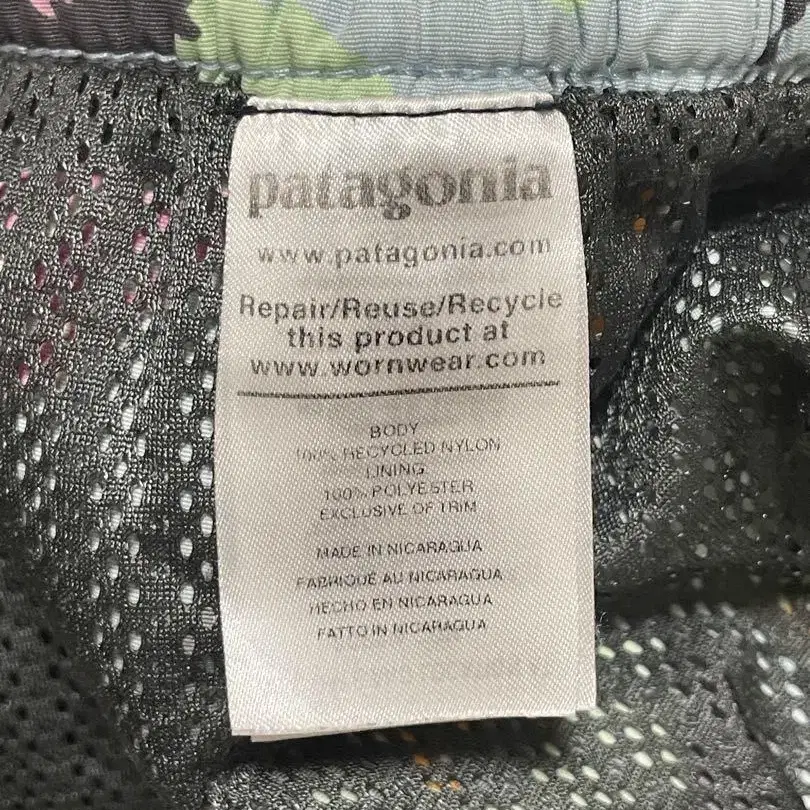 patagonia
www.patagonia.com
Repair/Reuse/Recycle
this product at
www.wornwear.com
BODY
100% RECYCLED NYLON
LINING
100% POLYESTER
EXCLUSIVE OF TRIM
MADE IN NICARAGUA
FABRIQUÉ AU NICARAGUA
HECHO EN NICARAGUA
FATTO IN NICARAGUA